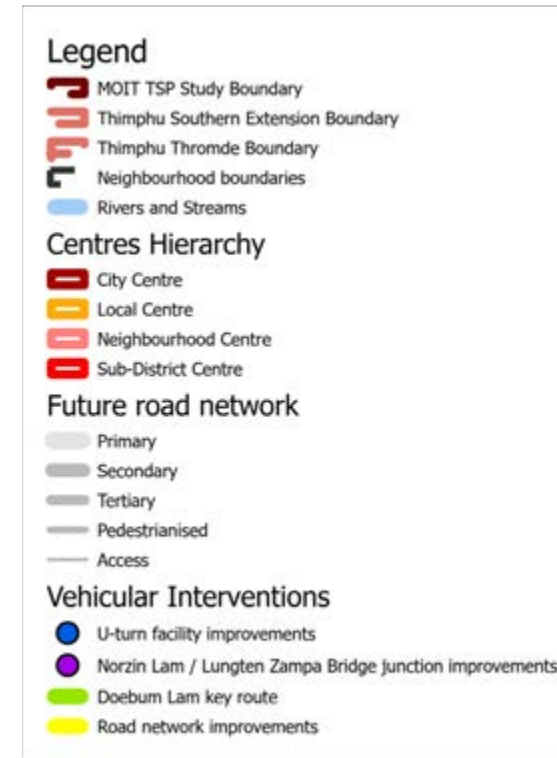 Legend
MOIT TSP Study Boundary
Thimphu Southern Extension Boundary
Thimphu Thromde Boundary
Neighbourhood boundaries
Rivers and Streams
Centres Hierarchy
City Centre
Local Centre
Neighbourhood Centre
Sub-District Centre
Future road network
Primary
Secondary
Tertiary
Pedestrianised
Access
Vehicular Interventions
U-turn facility improvements
Norzin Lam / Lungten Zampa Bridge junction improvements
Doebum Lam key route
Road network improvements